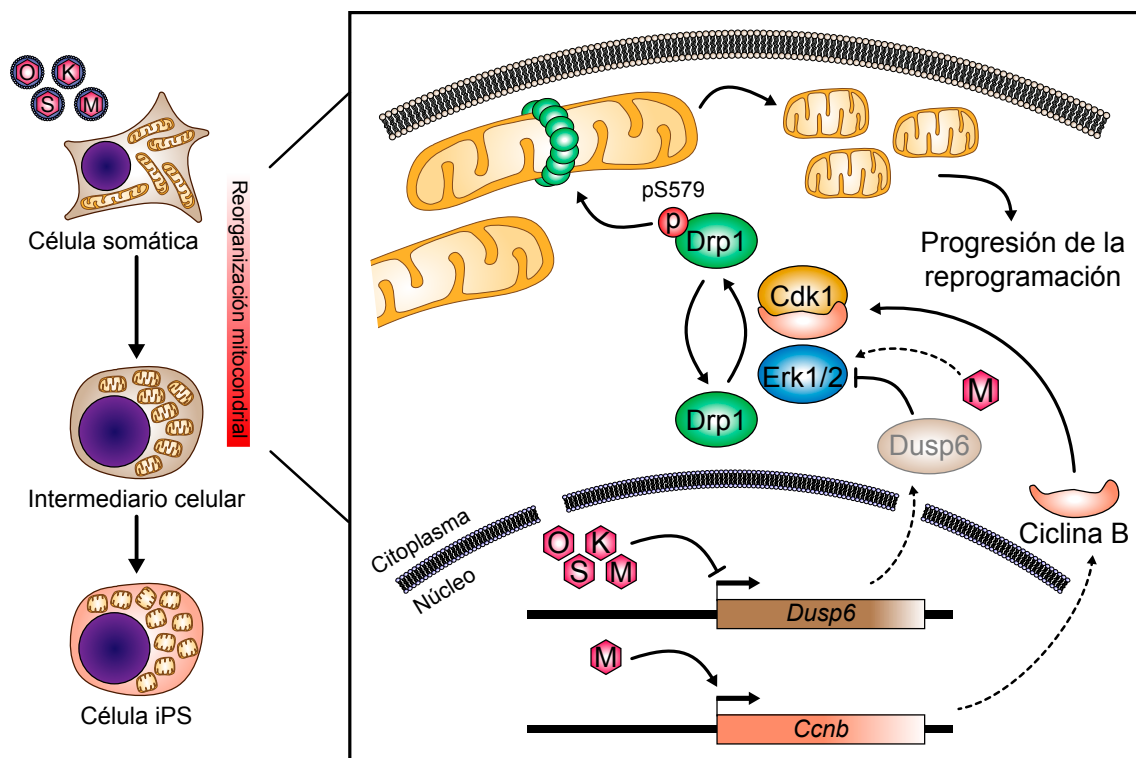 O
K
S
M
Célula somática
Reorganización mitocondrial
Intermediario celular
Célula iPS
pS579
p
Drp1
Progresión de la
reprogramación
Cdk1
Erk1/2
M
Drp1
Dusp6
Ciclina B
Citoplasma
Núcleo
O
K
S
M
Dusp6
M
Ccnb